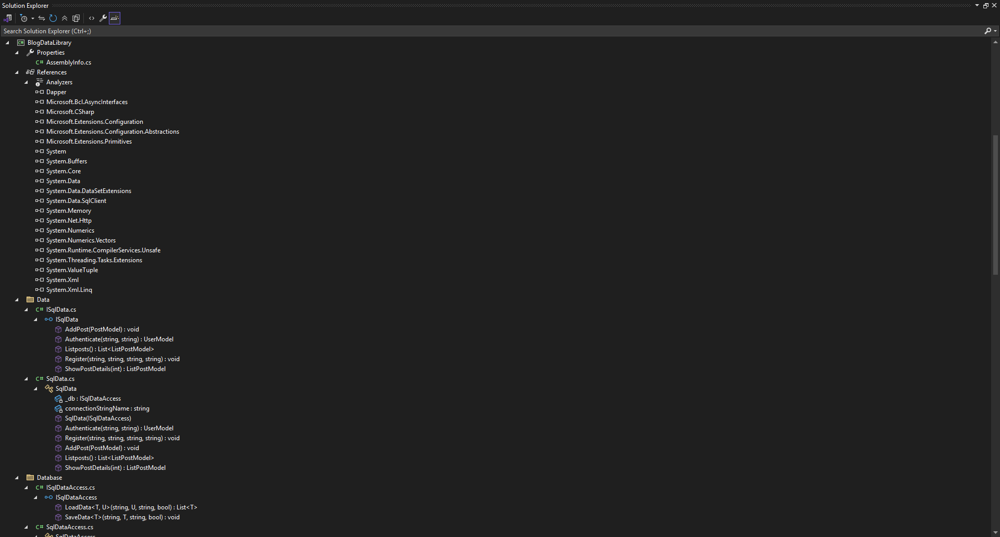 Solution Explorer
Search Solution Explorer (Ctrl+;)
BlogDataLibrary
Properties
C# AssemblyInfo.cs
References
Analyzers
Dapper
Microsoft.Bcl.AsyncInterfaces
Microsoft.CSharp
Microsoft.Extensions.Configuration
Microsoft.Extensions.Configuration.Abstractions
Microsoft.Extensions.Primitives
System
System.Buffers
System.Core
System.Data
System.Data.DataSetExtensions
System.Data.SqlClient
System.Memory
System.Net.Http
System.Numerics
System.Numerics.Vectors
System.Runtime.CompilerServices.Unsafe
System.Threading.Tasks.Extensions
System.ValueTuple
System.Xml
System.Xml.Linq
Data
C# ISqlData.cs
ISqlData
AddPost(PostModel) : void
Authenticate(string, string) : UserModel
Listposts() : List<ListPostModel>
Register(string, string, string, string) : void
ShowPostDetails(int) : ListPostModel
C# SqlData.cs
SqlData
_db : ISqlDataAccess
connectionStringName : string
SqlData(ISqlDataAccess)
Authenticate(string, string) : UserModel
Register(string, string, string, string) : void
AddPost(PostModel) : void
Listposts() : List<ListPostModel>
ShowPostDetails(int) : ListPostModel
Database
C# ISqlDataAccess.cs
ISqlDataAccess
LoadData<T, U>(string, U, string, bool) : List<T>
SaveData<T>(string, T, string, bool) : void
C# SqlDataAccess.cs
SqlDataAccess